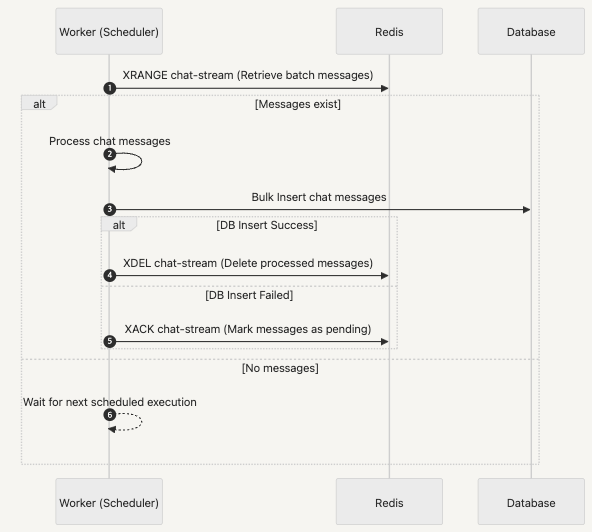 Worker (Scheduler)
Redis
Database
XRANGE chat-stream (Retrieve batch messages)
1
alt
[Messages exist]
Process chat messages
2
Bulk Insert chat messages
3
alt
[DB Insert Success]
XDEL chat-stream (Delete processed messages)
4
[DB Insert Failed]
XACK chat-stream (Mark messages as pending)
5
[No messages]
Wait for next scheduled execution
6
Worker (Scheduler)
Redis
Database